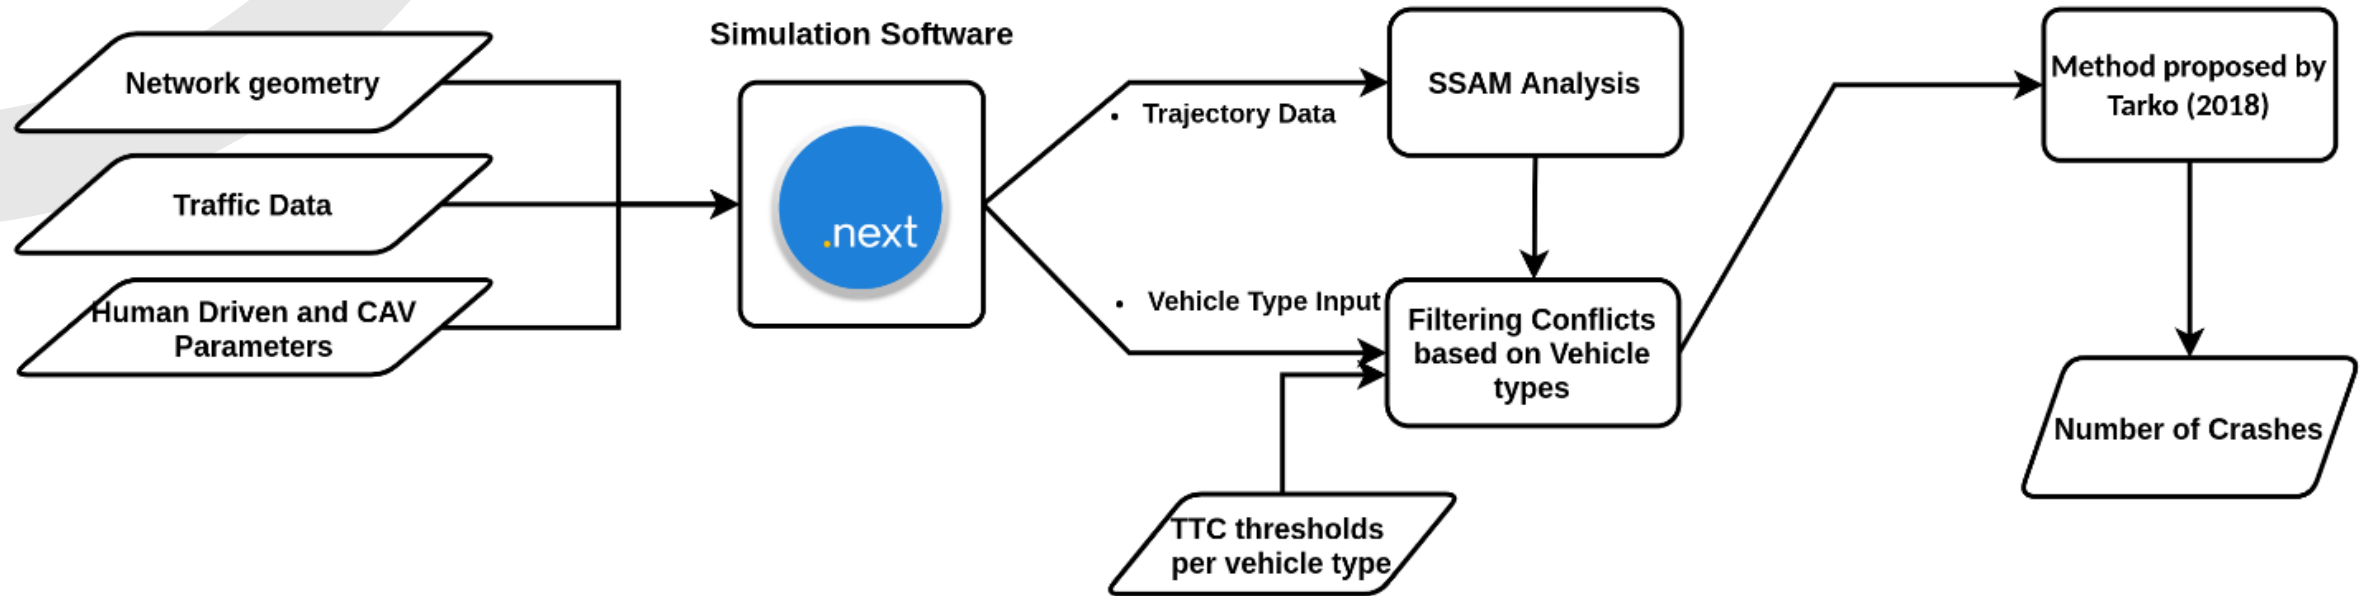 Network geometry
Traffic Data
Human Driven and CAV
Parameters
Simulation Software
.next
• Trajectory Data
• Vehicle Type Input
SSAM Analysis
Filtering Conflicts
based on Vehicle
types
TTC thresholds
per vehicle type
Method proposed by
Tarko (2018)
Number of Crashes